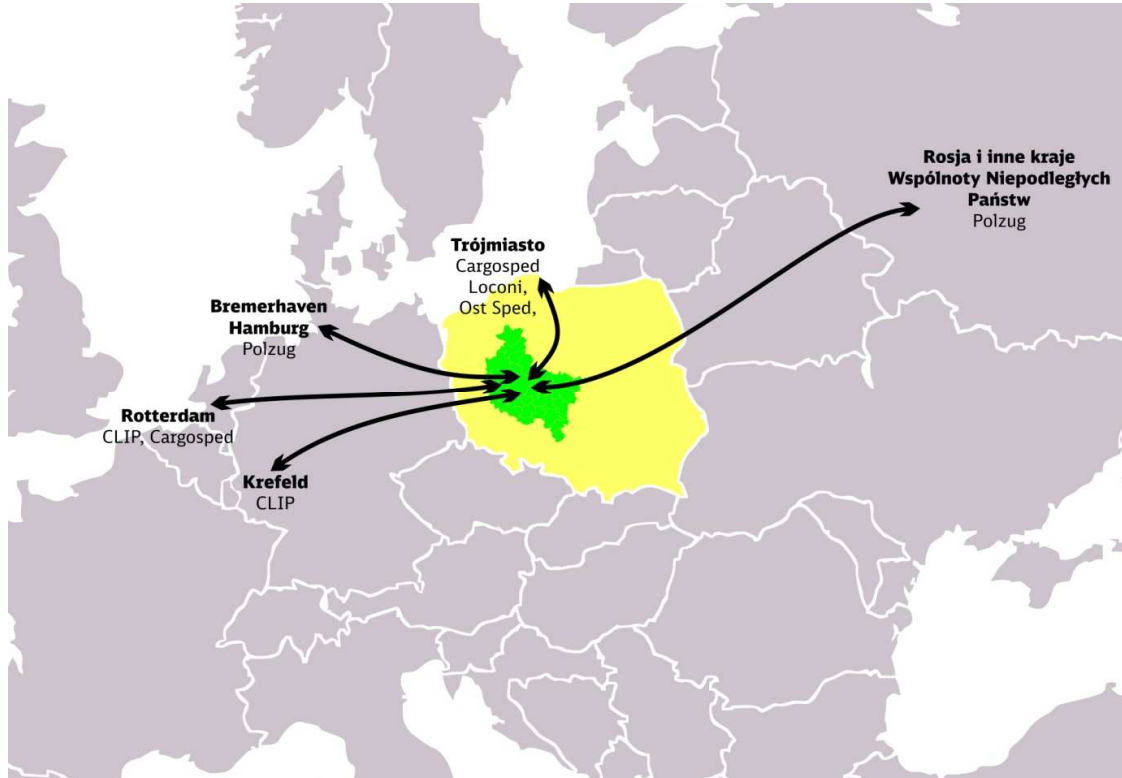 Rosja i inne kraje
Wspólnoty Niepodległych
Państw
Polzug
Trójmiasto
Cargosped
Loconi,
Ost Sped,
Bremerhaven
Hamburg
Polzug
Rotterdam
CLIP, Cargosped
Krefeld
CLIP